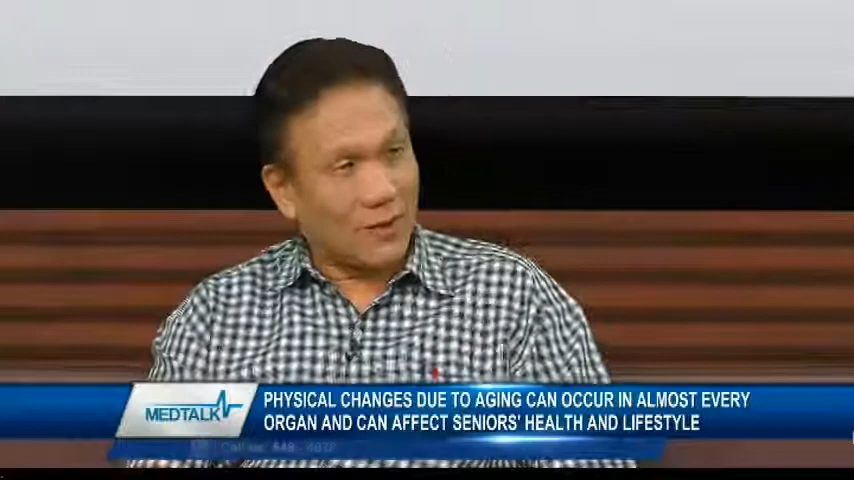 MEDTALK
PHYSICAL CHANGES DUE TO AGING CAN OCCUR IN ALMOST EVERY
ORGAN AND CAN AFFECT SENIORS' HEALTH AND LIFESTYLE